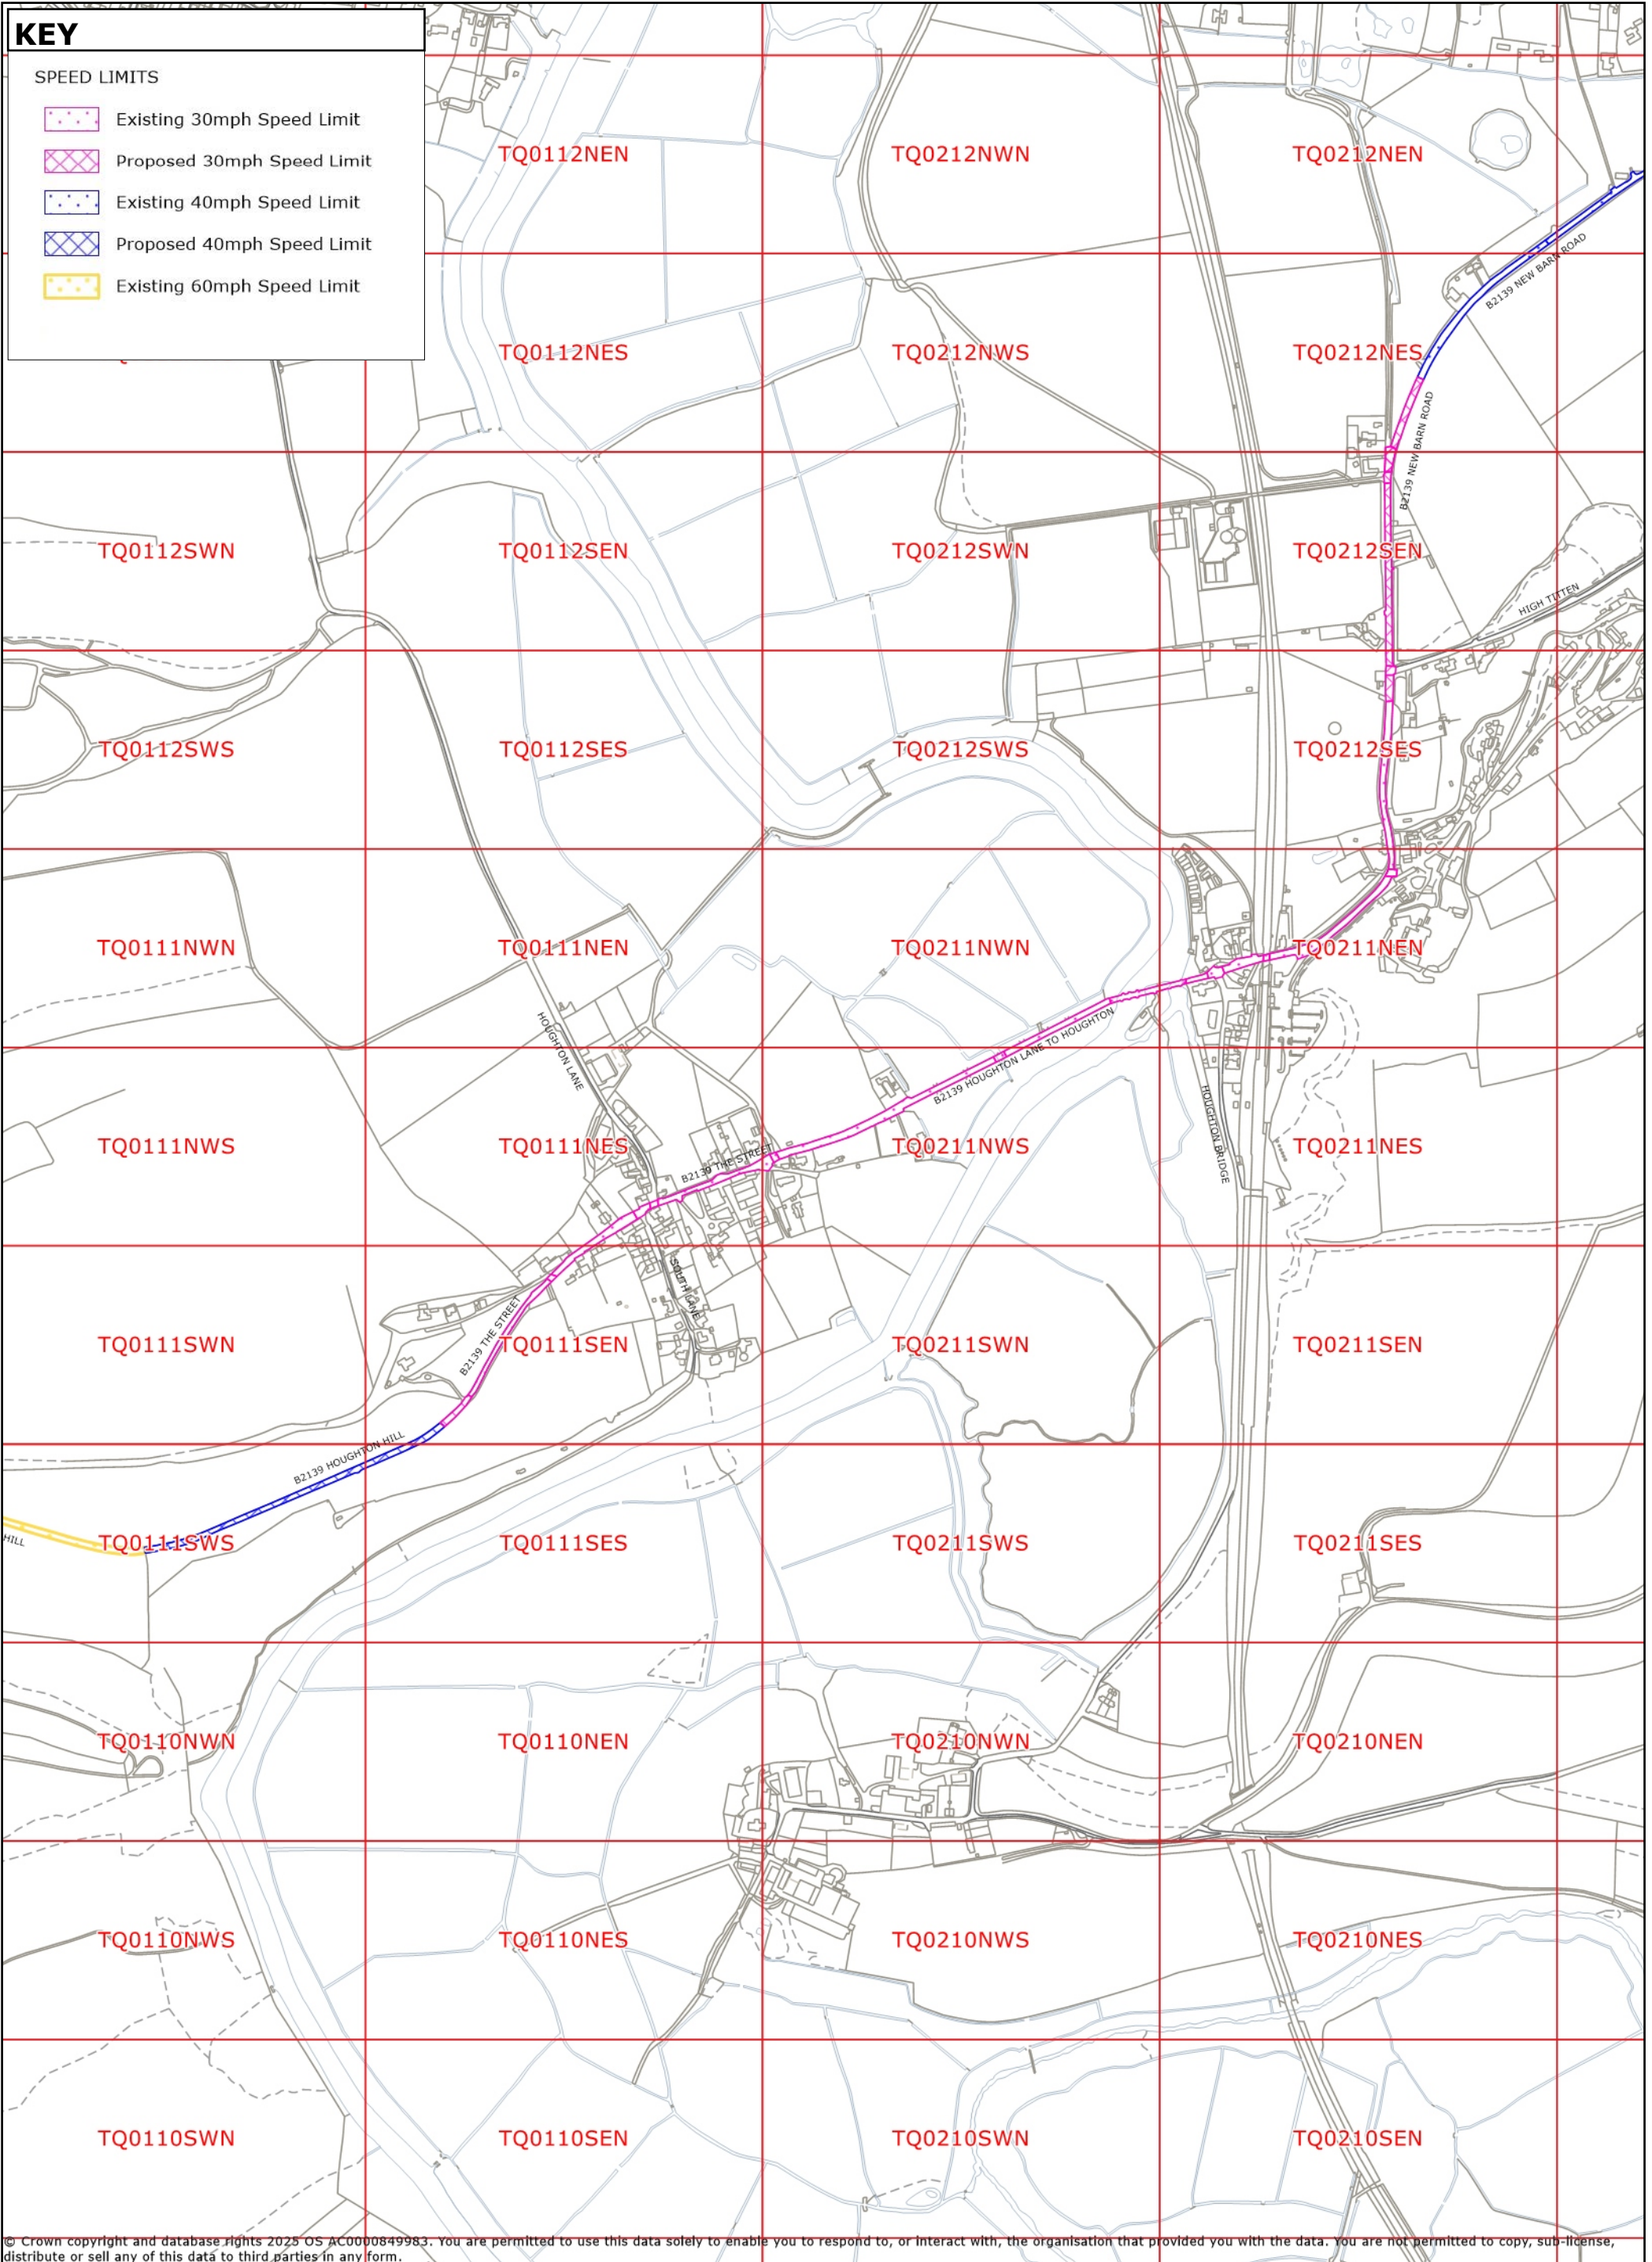 KEY
SPEED LIMITS
Existing 30mph Speed Limit
Proposed 30mph Speed Limit
Existing 40mph Speed Limit
Proposed 40mph Speed Limit
Existing 60mph Speed Limit
TQ0112NEN
TQ0212NWN
TQ0212NEN
B2139 NEW BARN ROAD
TQ0112NES
TQ0212NWS
TQ0212NES
B2139 NEW BARN ROAD
TQ0112SWN
TQ0112SEN
TQ0212SWN
TQ0212SEN
HIGH TITTEN
TQ0112SWS
TQ0112SES
TQ0212SWS
TQ0212SES
TQ0111NWN
TQ0111NEN
TQ0211NWN
TQ0211NEN
HOUGHTON LANE
B2139 HOUGHTON LANE TO HOUGHTON
HOUGHTON BRIDGE
TQ0111NWS
TQ0111NES
TQ0211NWS
TQ0211NES
B2139 THE STREET
SOUTH LANE
B2139 THE STREET
TQ0111SWN
TQ0111SEN
TQ0211SWN
TQ0211SEN
B2139 HOUGHTON HILL
HILL
TQ0111SWS
TQ0111SES
TQ0211SWS
TQ0211SES
TQ0110NWN
TQ0110NEN
TQ0210NWN
TQ0210NEN
TQ0110NWS
TQ0110NES
TQ0210NWS
TQ0210NES
TQ0110SWN
TQ0110SEN
TQ0210SWN
TQ0210SEN
© Crown copyright and database rights 2025 OS AC0000849983. You are permitted to use this data solely to enable you to respond to, or interact with, the organisation that provided you with the data. You are not permitted to copy, sub-license,
distribute or sell any of this data to third parties in any form.